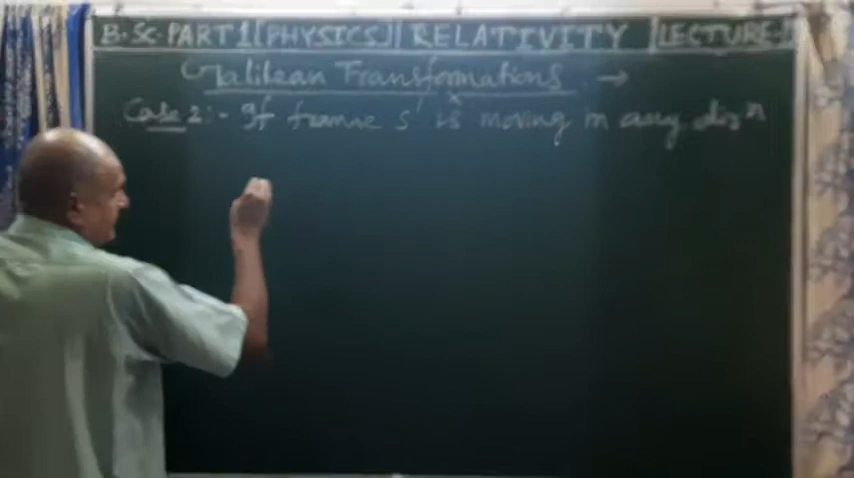 B.Sc. PART 1 [PHYSICS] | RELATIVITY | LECTURE-
Galilean Transformations →
Case 2:- If frame S' is moving in any dirⁿ